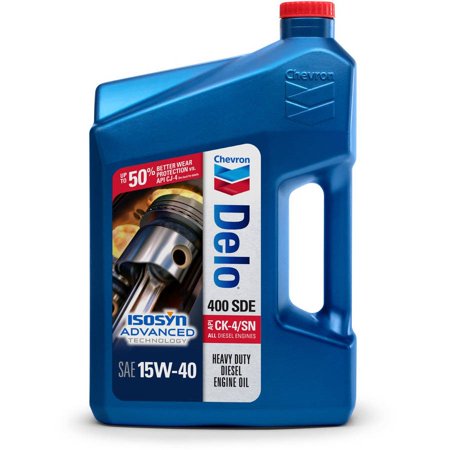 Chevron
UP TO 50% BETTER WEAR
PROTECTION vs.
API CJ-4
Chevron
Delo
400 SDE
API CK-4/SN
ALL DIESEL ENGINES
ISOSYN
ADVANCED
TECHNOLOGY
SAE 15W-40
HEAVY DUTY
DIESEL
ENGINE OIL